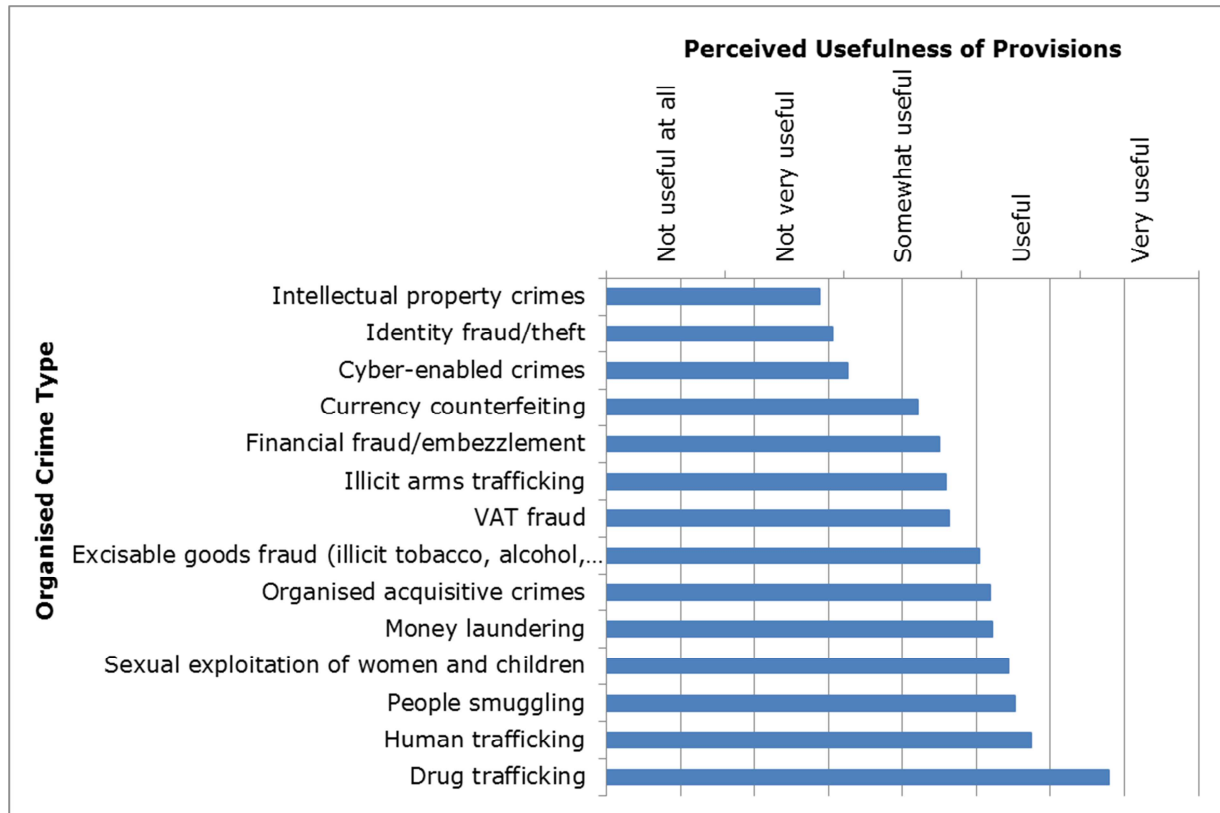 Perceived Usefulness of Provisions
Not useful at all
Not very useful
Somewhat useful
Useful
Very useful
Organised Crime Type
Intellectual property crimes
Identity fraud/theft
Cyber-enabled crimes
Currency counterfeiting
Financial fraud/embezzlement
Illicit arms trafficking
VAT fraud
Excisable goods fraud (illicit tobacco, alcohol,...
Organised acquisitive crimes
Money laundering
Sexual exploitation of women and children
People smuggling
Human trafficking
Drug trafficking